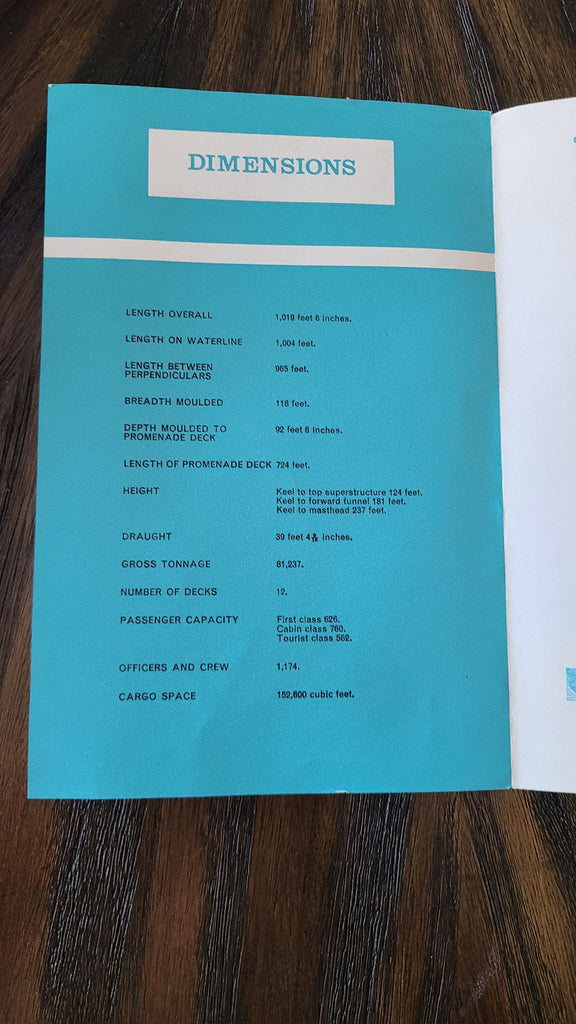 DIMENSIONS
LENGTH OVERALL 1,019 feet 6 inches.
LENGTH ON WATERLINE 1,004 feet.
LENGTH BETWEEN PERPENDICULARS 965 feet.
BREADTH MOULDED 118 feet.
DEPTH MOULDED TO PROMENADE DECK 92 feet 6 inches.
LENGTH OF PROMENADE DECK 724 feet.
HEIGHT Keel to top superstructure 124 feet.
Keel to forward funnel 181 feet.
Keel to masthead 237 feet.
DRAUGHT 39 feet inches.
GROSS TONNAGE 81,237.
NUMBER OF DECKS 12.
PASSENGER CAPACITY First class 626.
Cabin class 760.
Tourist class 562.
OFFICERS AND CREW 1,174.
CARGO SPACE 152,600 cubic feet.